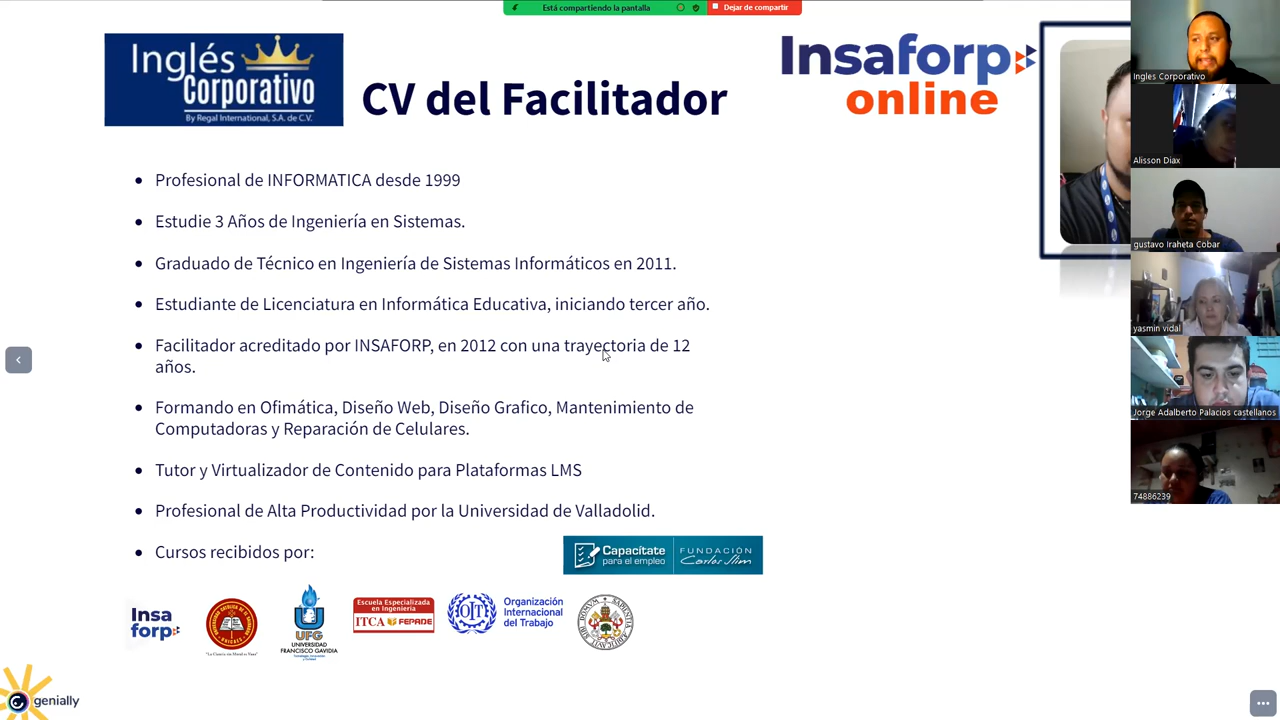 Está compartiendo la pantalla
Dejar de compartir
Inglés
Corporativo
By Regal International, S.A. de C.V.
CV del Facilitador
Insaforp
online
Profesional de INFORMATICA desde 1999
Estudie 3 Años de Ingeniería en Sistemas.
Graduado de Técnico en Ingeniería de Sistemas Informáticos en 2011.
Estudiante de Licenciatura en Informática Educativa, iniciando tercer año.
Facilitador acreditado por INSAFORP, en 2012 con una trayectoria de 12
años.
Formando en Ofimática, Diseño Web, Diseño Grafico, Mantenimiento de
Computadoras y Reparación de Celulares.
Tutor y Virtualizador de Contenido para Plataformas LMS
Profesional de Alta Productividad por la Universidad de Valladolid.
Cursos recibidos por:
Capacítate
para el empleo
FUNDACIÓN
Carlos Slim
Insa
forp
UFG
UNIVERSIDAD
FRANCISCO GAVIDIA
Escuela Especializada
en Ingeniería
ITCA FEPADE
OIT
Organización
Internacional
del Trabajo
genially
Ingles Corporativo
Alisson Diax
gustavo Iraheta Cobar
yasmin vidal
Jorge Adalberto Palacios castellanos
74886239